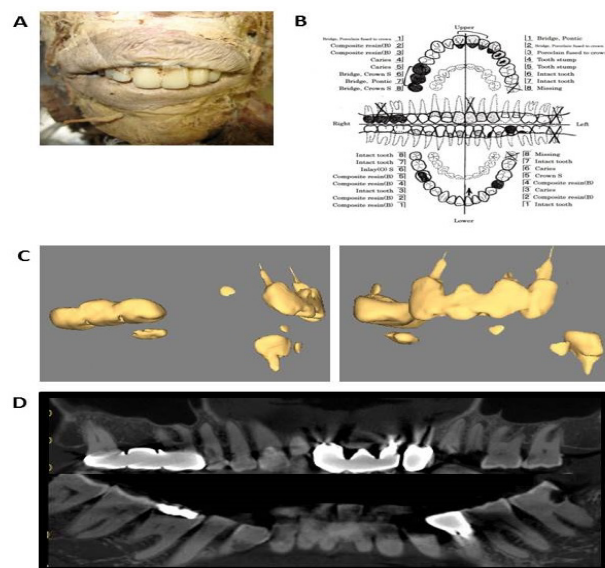 A
B
Upper
Bridge, Porcelain fused to crown 1
Composite resin(B) 2
Composite resin(B) 3
Caries 4
Caries 5
Bridge, Crown S 6
Bridge, Pontic 7
Bridge, Crown S 8
1 Bridge, Pontic
2 Bridge, Porcelain fused to crown
3 Bridge, Porcelain fused to crown
4 Tooth stump
5 Tooth stump
6 Intact tooth
7 Intact tooth
8 Missing
Right
Left
Intact tooth 8
Intact tooth 7
Inlay(O) S 6
Composite resin(B) 5
Composite resin(B) 4
Intact tooth 3
Composite resin(B) 2
Composite resin(B) 1
8 Missing
7 Intact tooth
6 Caries
5 Crown S
4 Composite resin(B)
3 Caries
2 Composite resin(B)
1 Intact tooth
Lower
C
D